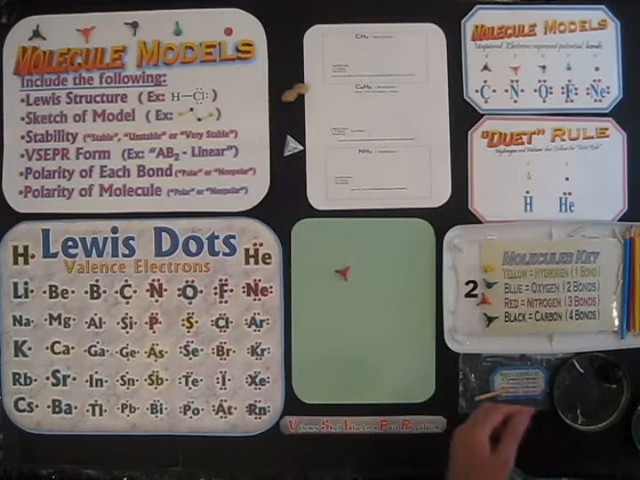 MOLECULE MODELS
Include the following:
•Lewis Structure (Ex: H—Cl: )
•Sketch of Model (Ex: )
•Stability ("Stable", "Unstable" or "Very Stable")
•VSEPR Form (Ex: "AB2 - Linear")
•Polarity of Each Bond ("Polar" or "Nonpolar")
•Polarity of Molecule ("Polar" or "Nonpolar")
CH4
NH3
MOLECULE MODELS
Unpaired Electrons represent potential bonds
C N O F Ne
"DUET" RULE
H He
Lewis Dots
Valence Electrons
H He
Li Be B C N O F Ne
Na Mg Al Si P S Cl Ar
K Ca Ga Ge As Se Br Kr
Rb Sr In Sn Sb Te I Xe
Cs Ba Tl Pb Bi Po At Rn
2
MOLECULES KEY
YELLOW = HYDROGEN (1 BOND)
BLUE = OXYGEN (2 BONDS)
RED = NITROGEN (3 BONDS)
BLACK = CARBON (4 BONDS)